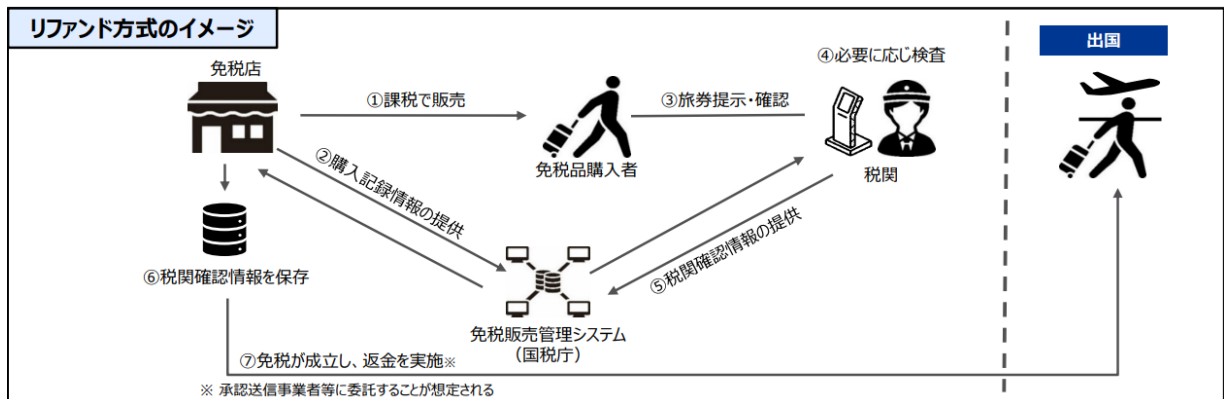 リファンド方式のイメージ
免税店
①課税で販売
免税品購入者
③旅券提示・確認
④必要に応じ検査
税関
出国
②購入記録情報の提供
⑤税関確認情報の提供
⑥税関確認情報を保存
免税販売管理システム
（国税庁）
⑦免税が成立し、返金を実施※
※ 承認送信事業者等に委託することが想定される